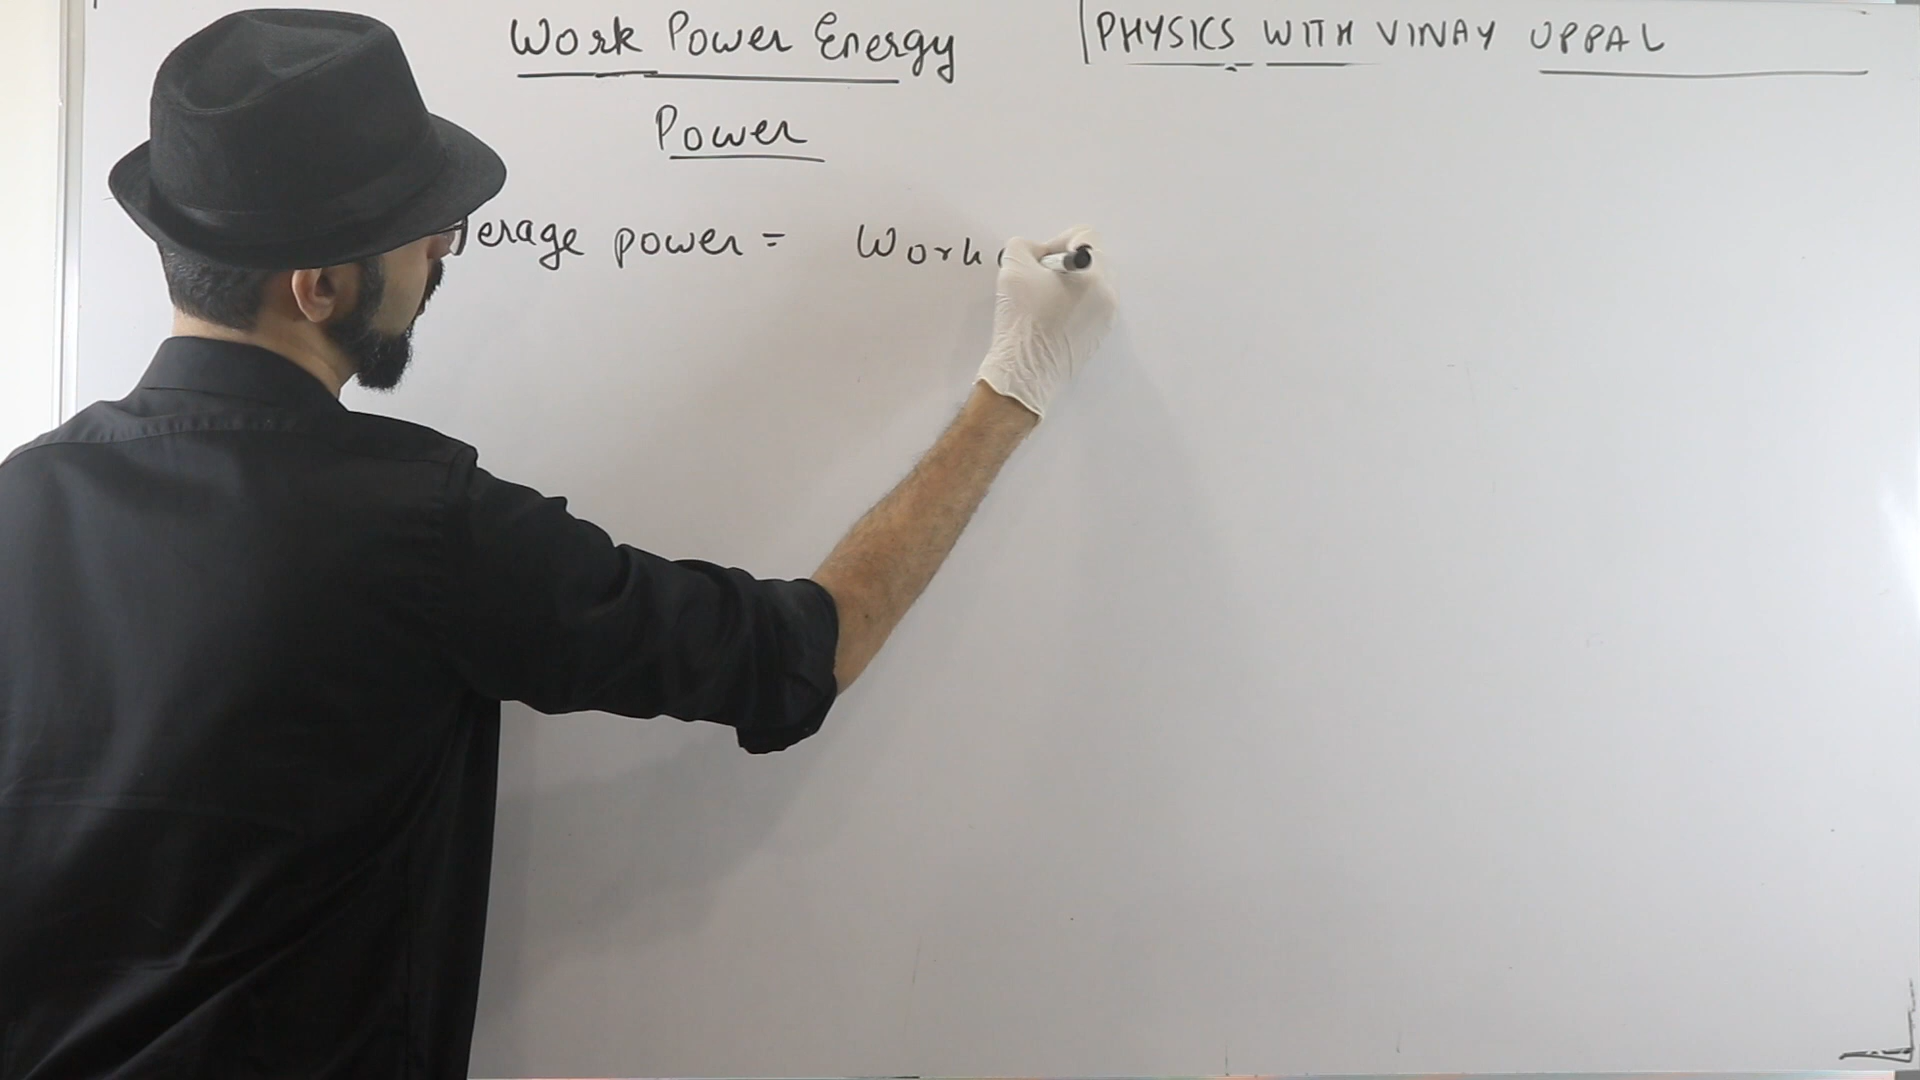 Work Power Energy
PHYSICS WITH VINAY UPPAL
Power
erage power = Work